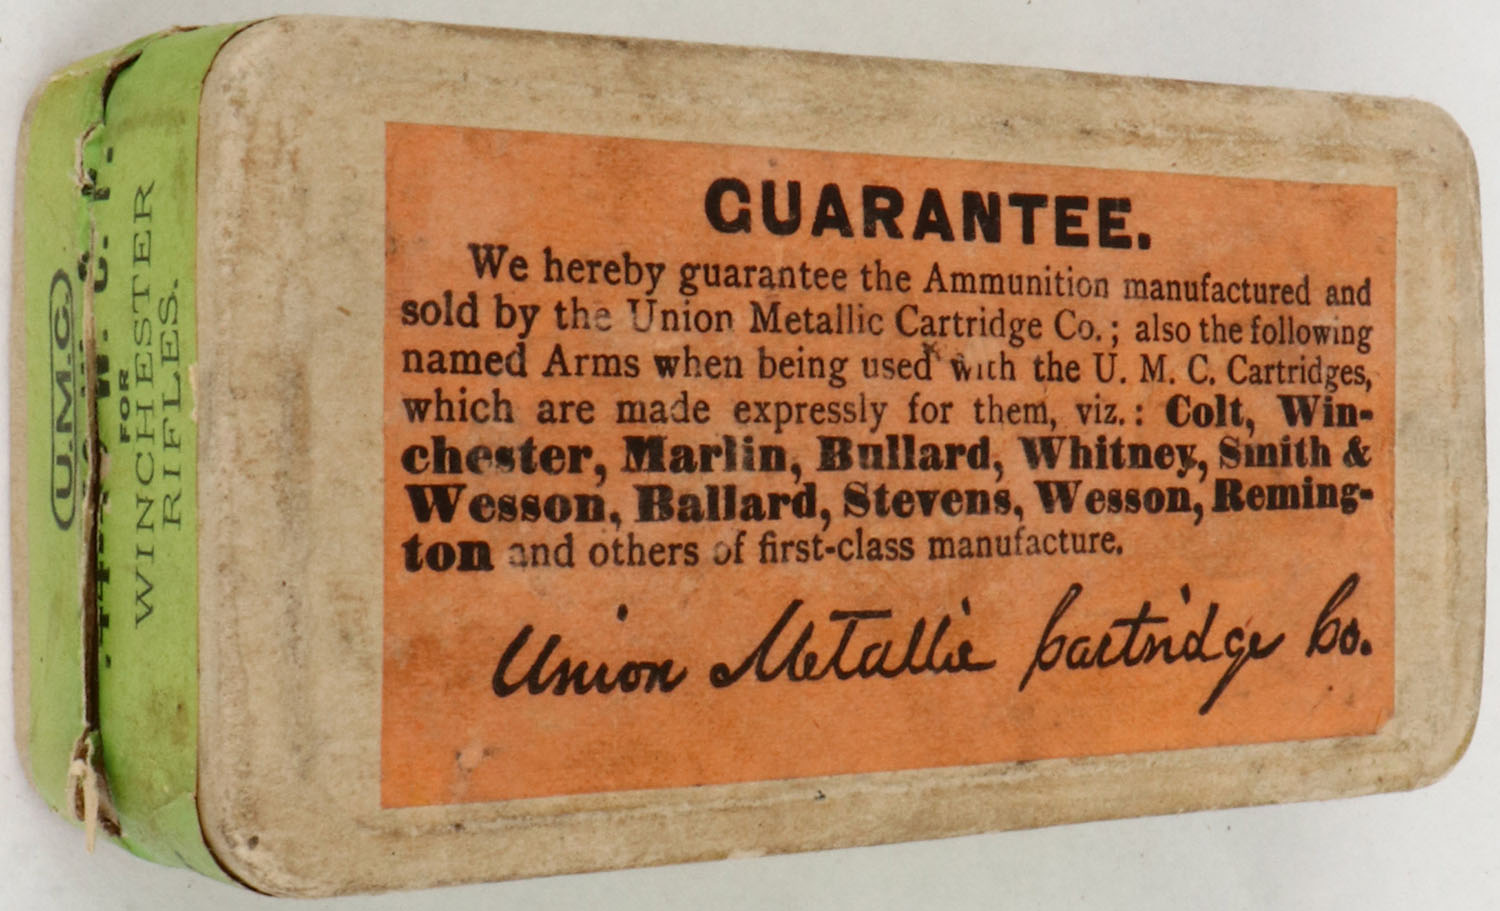 GUARANTEE.
We hereby guarantee the Ammunition manufactured and
sold by the Union Metallic Cartridge Co.; also the following
named Arms when being used with the U. M. C. Cartridges,
which are made expressly for them, viz.: Colt, Win-
chester, Marlin, Bullard, Whitney, Smith &
Wesson, Ballard, Stevens, Wesson, Reming-
ton and others of first-class manufacture.
Union Metallic Cartridge Co.
U.M.C.
W. C. F.
FOR
WINCHESTER
RIFLES.